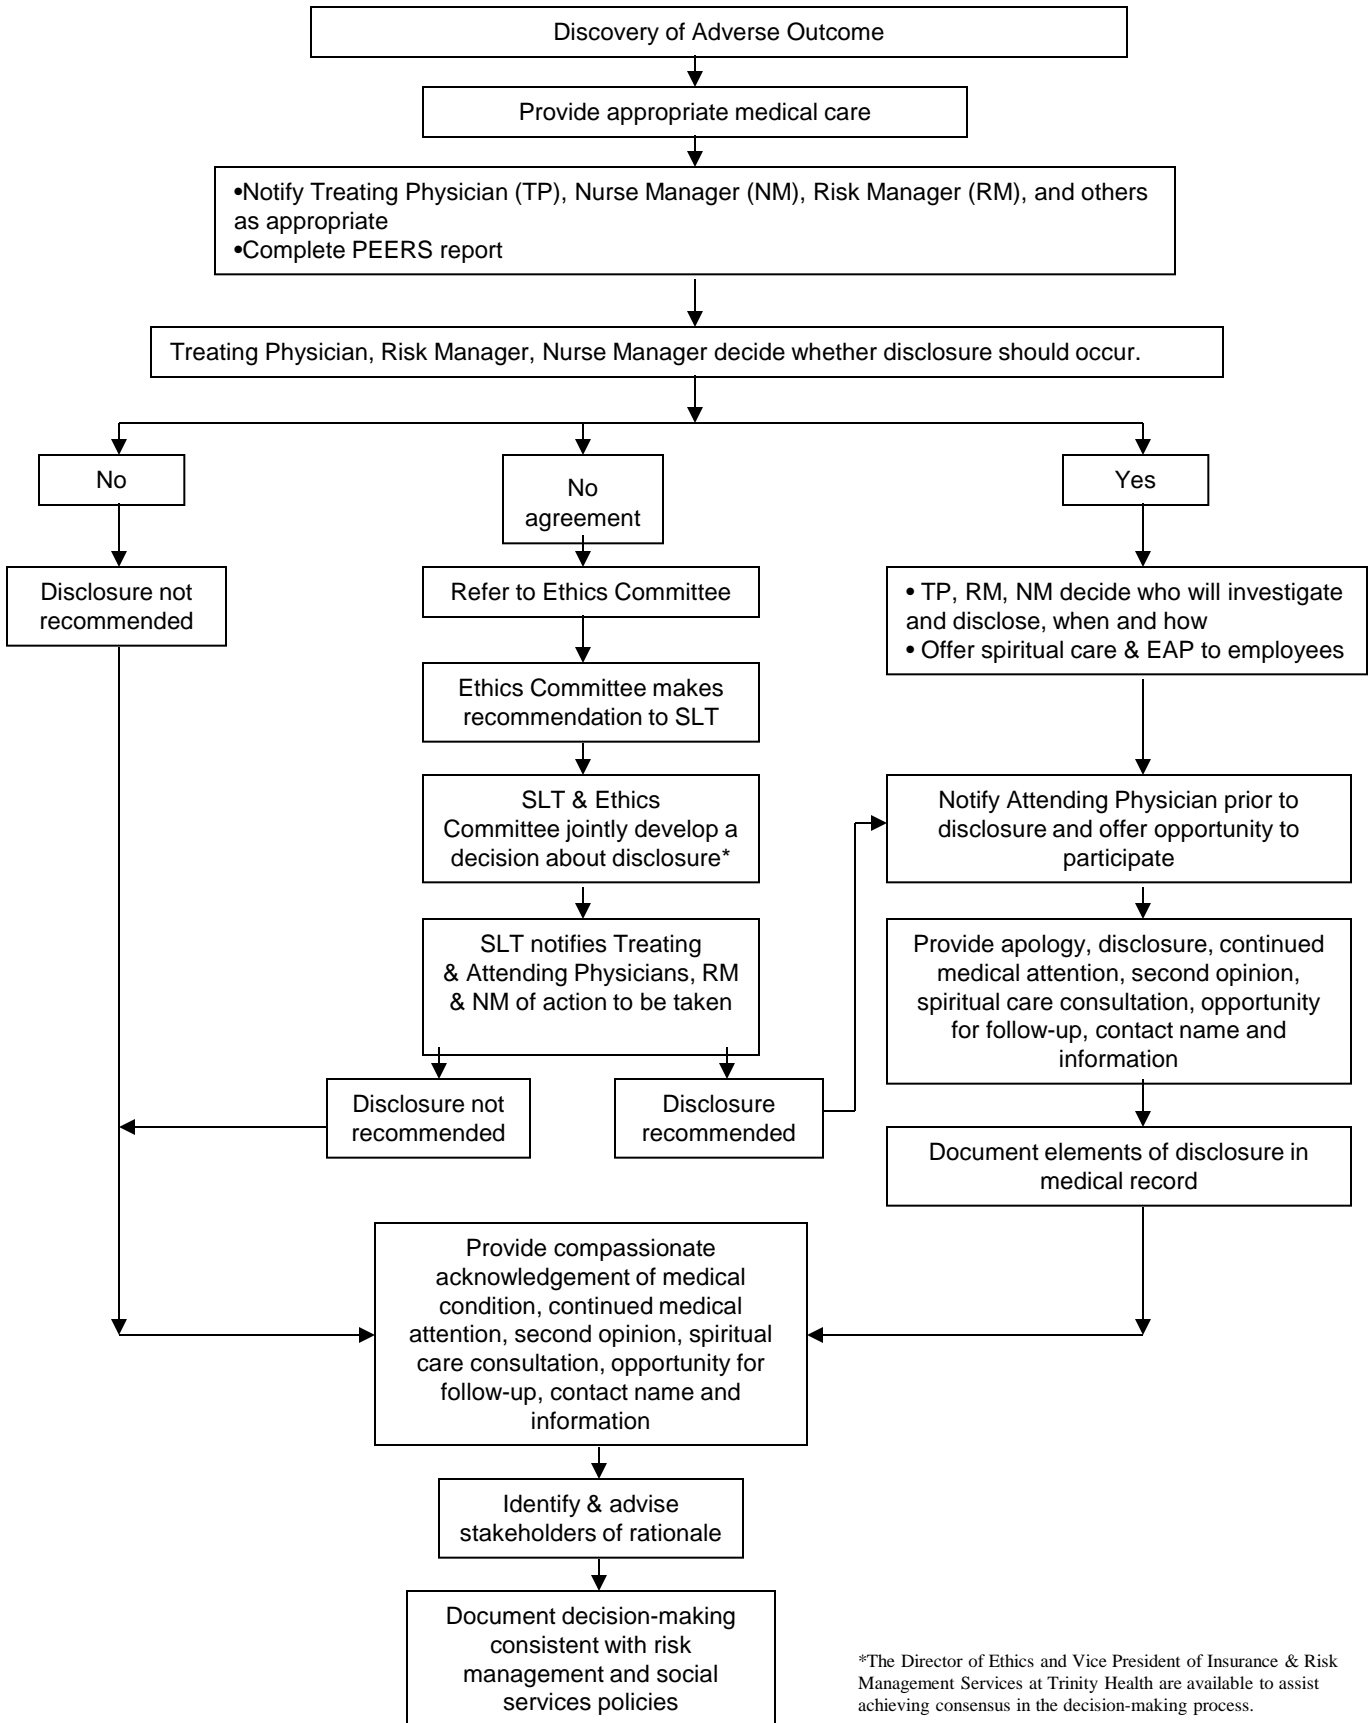 Discovery of Adverse Outcome
Provide appropriate medical care
•Notify Treating Physician (TP), Nurse Manager (NM), Risk Manager (RM), and others
as appropriate
•Complete PEERS report
Treating Physician, Risk Manager, Nurse Manager decide whether disclosure should occur.
No
Disclosure not
recommended
No
agreement
Refer to Ethics Committee
Ethics Committee makes
recommendation to SLT
SLT & Ethics
Committee jointly develop a
decision about disclosure*
SLT notifies Treating
& Attending Physicians, RM
& NM of action to be taken
Disclosure not
recommended
Disclosure
recommended
Yes
• TP, RM, NM decide who will investigate
and disclose, when and how
• Offer spiritual care & EAP to employees
Notify Attending Physician prior to
disclosure and offer opportunity to
participate
Provide apology, disclosure, continued
medical attention, second opinion,
spiritual care consultation, opportunity
for follow-up, contact name and
information
Document elements of disclosure in
medical record
Provide compassionate
acknowledgement of medical
condition, continued medical
attention, second opinion, spiritual
care consultation, opportunity for
follow-up, contact name and
information
Identify & advise
stakeholders of rationale
Document decision-making
consistent with risk
management and social
services policies
*The Director of Ethics and Vice President of Insurance & Risk
Management Services at Trinity Health are available to assist
achieving consensus in the decision-making process.